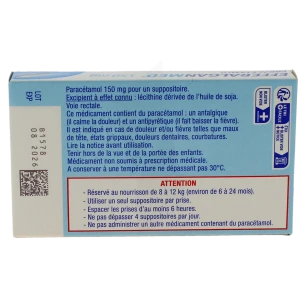 EFFERALGANMED
Paracétamol 150 mg pour un suppositoire.
Excipient à effet connu : lécithine dérivée de l'huile de soja.
Voie rectale.
Ce médicament contient du paracétamol : un antalgique
(il calme la douleur) et un antipyrétique (il fait baisser la fièvre).
Il est indiqué en cas de douleur et/ou fièvre telles que maux
de tête, états grippaux, douleurs dentaires, courbatures.
Lire la notice avant utilisation.
Tenir hors de la vue et de la portée des enfants.
Médicament non soumis à prescription médicale.
A conserver à une température ne dépassant pas 30°C.
ATTENTION
- Réservé au nourrisson de 8 à 12 kg (environ de 6 à 24 mois).
- Utiliser un seul suppositoire par prise.
- Espacer les prises d'au moins 6 heures.
- Ne pas dépasser 4 suppositoires par jour.
- Ne pas administrer un autre médicament contenant du paracétamol.
LOT
EXP
B1578
08 2026